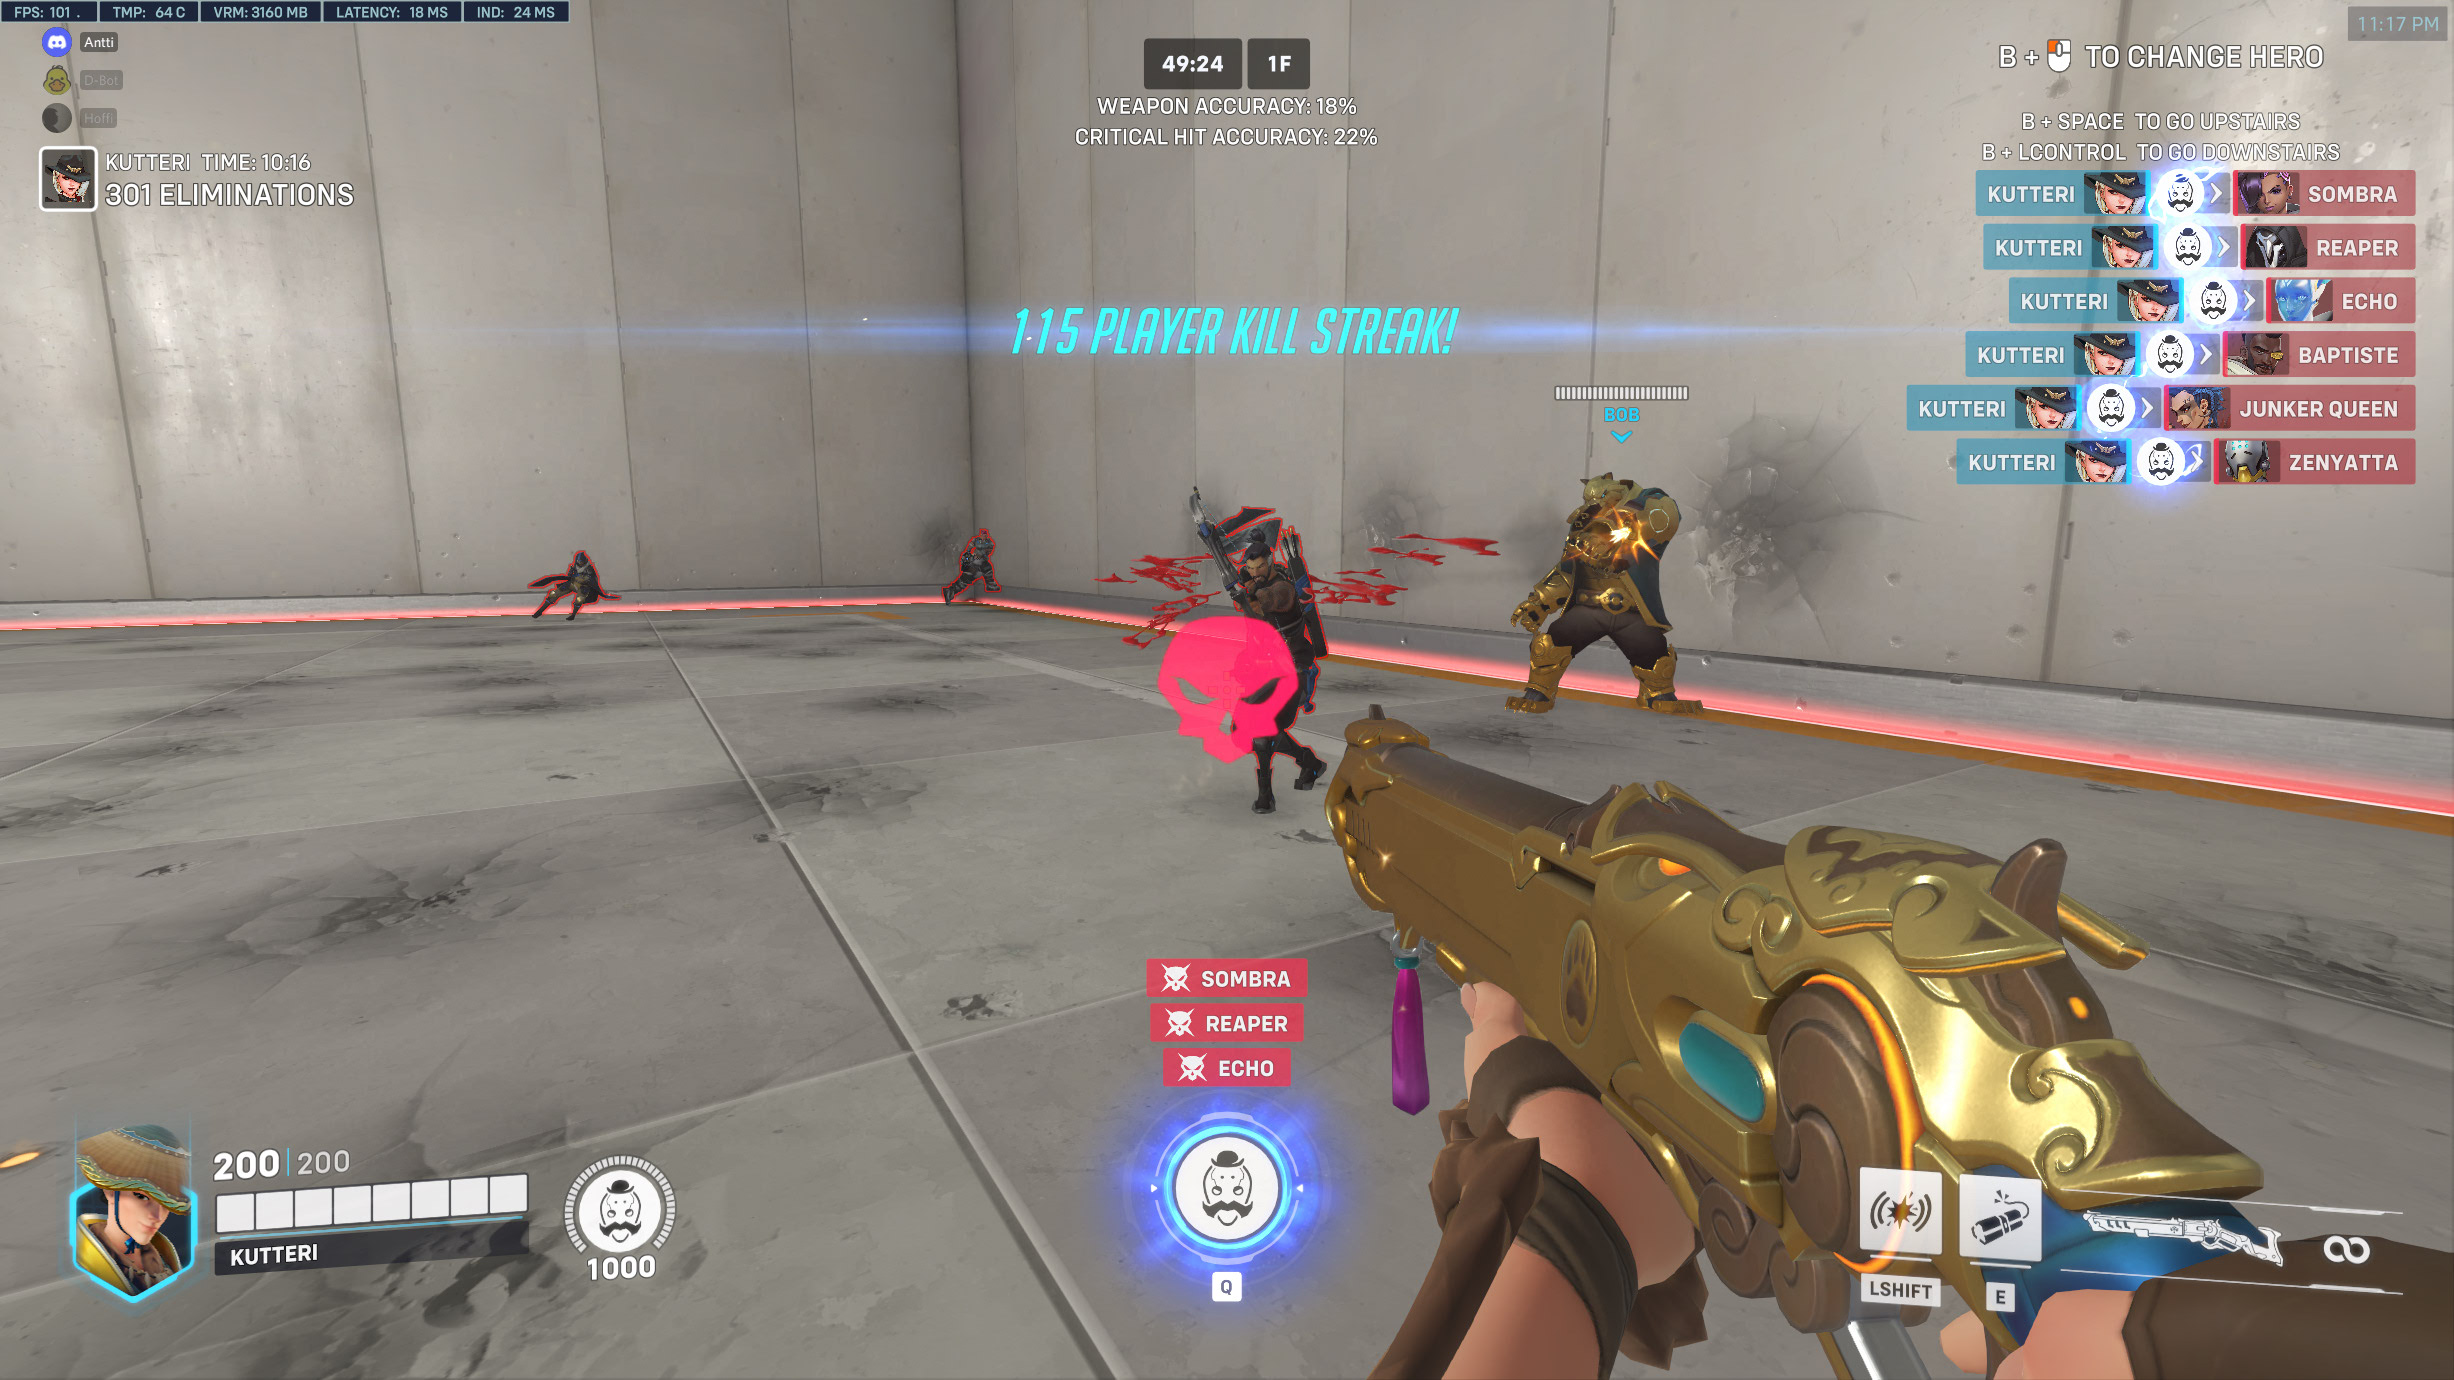 FPS: 101 . TMP: 64 C VRM: 3160 MB LATENCY: 18 MS IND: 24 MS
11:17 PM
Antti
D-Bot
Hoffi
KUTTERI TIME: 10:16
301 ELIMINATIONS
49:24 1F
WEAPON ACCURACY: 18%
CRITICAL HIT ACCURACY: 22%
B + TO CHANGE HERO
B + SPACE TO GO UPSTAIRS
B + LCONTROL TO GO DOWNSTAIRS
KUTTERI SOMBRA
KUTTERI REAPER
KUTTERI ECHO
KUTTERI BAPTISTE
KUTTERI JUNKER QUEEN
KUTTERI ZENYATTA
115 PLAYER KILL STREAK!
BOB
SOMBRA
REAPER
ECHO
200 200
KUTTERI
1000
Q
LSHIFT
E
∞